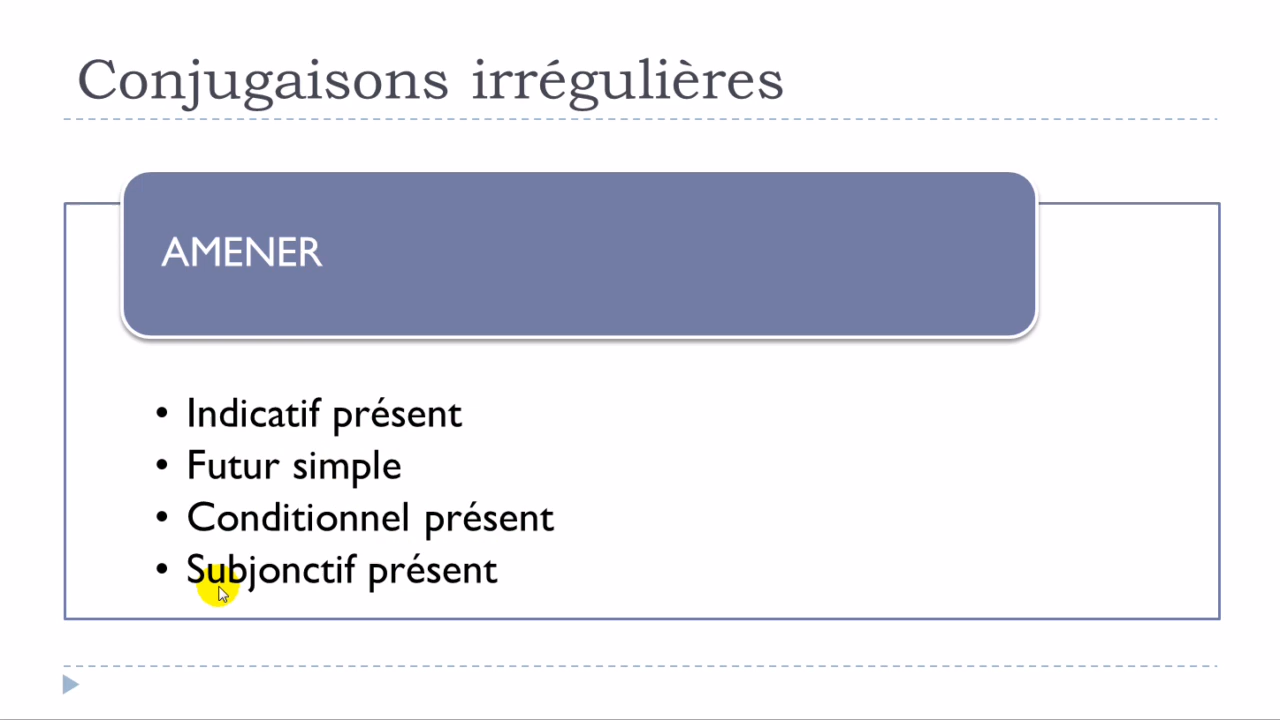 Conjugaisons irrégulières
AMENER
• Indicatif présent
• Futur simple
• Conditionnel présent
• Subjonctif présent